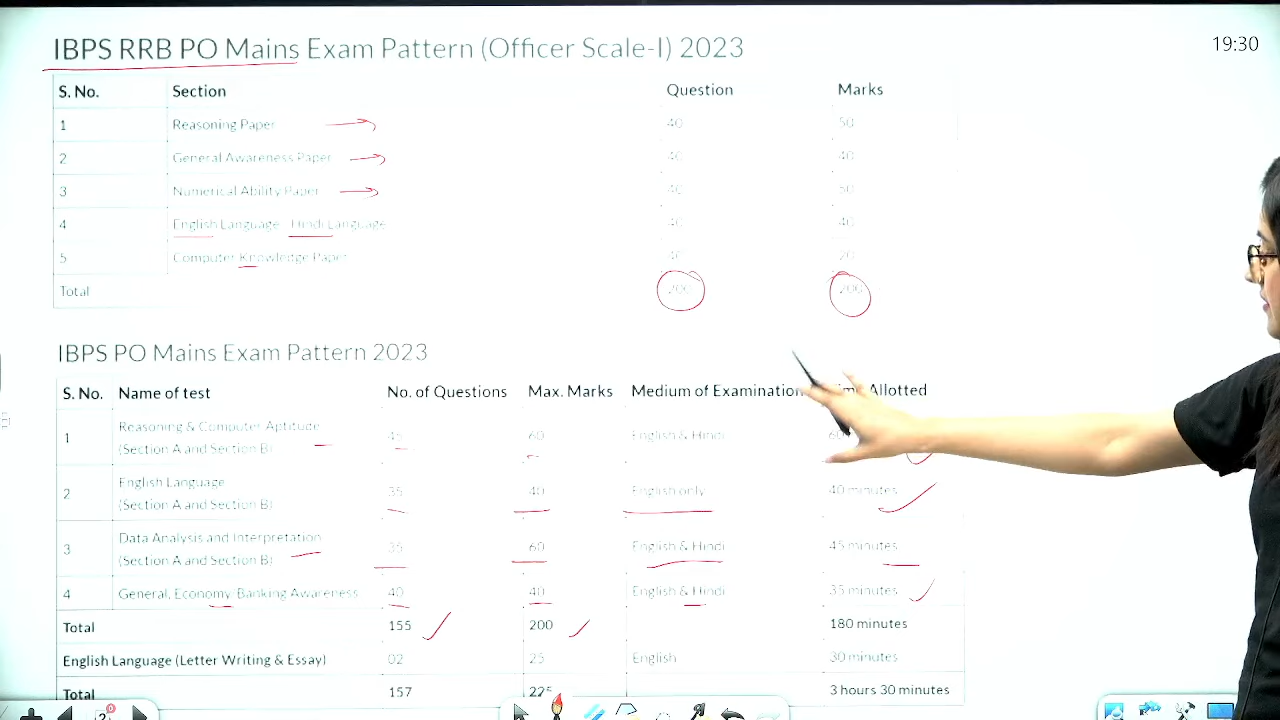 IBPS RRB PO Mains Exam Pattern (Officer Scale-I) 2023
19:30
S. No. Section Question Marks
1 Reasoning Paper 40 50
2 General Awareness Paper 40 40
3 Numerical Ability Paper 40 50
4 English Language Hindi Language 40 40
5 Computer Knowledge Paper 40 20
Total 200 200
IBPS PO Mains Exam Pattern 2023
S. No. Name of test No. of Questions Max. Marks Medium of Examination Allotted
1 Reasoning & Computer Aptitude (Section A and Section B) 45 60 English & Hindi
2 English Language (Section A and Section B) 35 40 English only 40 minutes
3 Data Analysis and Interpretation (Section A and Section B) 35 60 English & Hindi 45 minutes
4 General, Economy Banking Awareness 40 40 English & Hindi 35 minutes
Total 155 200 180 minutes
English Language (Letter Writing & Essay) 02 25 English 30 minutes
Total 157 225 3 hours 30 minutes